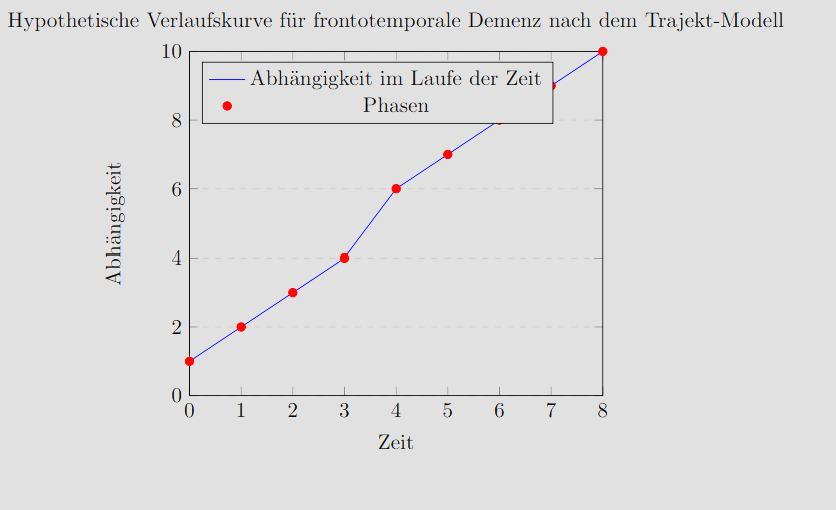 Hypothetische Verlaufskurve für frontotemporale Demenz nach dem Trajekt-Modell
Abhängigkeit im Laufe der Zeit
Phasen
10
8
6
4
2
0
Abhängigkeit
0 1 2 3 4 5 6 7 8
Zeit